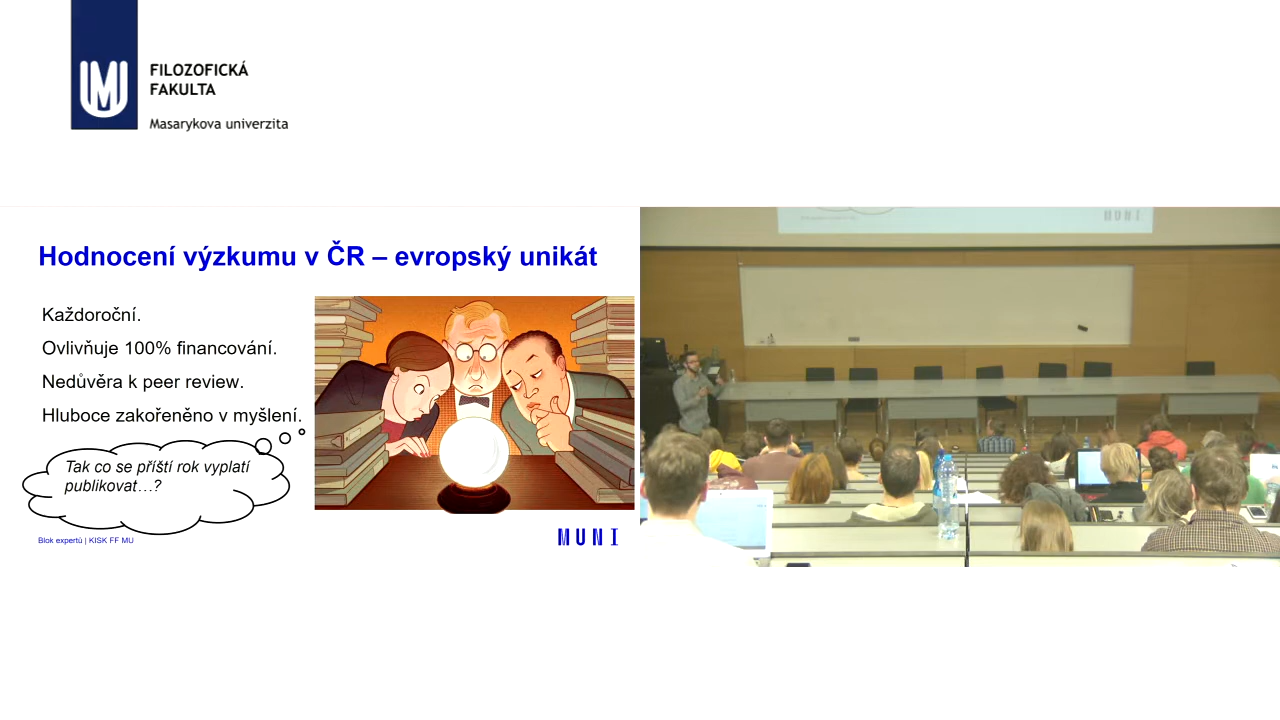 FILOZOFICKÁ
FAKULTA
Masarykova univerzita
Hodnocení výzkumu v ČR – evropský unikát
Každoroční.
Ovlivňuje 100% financování.
Nedůvěra k peer review.
Hluboce zakořeněno v myšlení.
Tak co se příští rok vyplatí
publikovat…?
Blok expertů | KISK FF MU
MUNI
MUNI